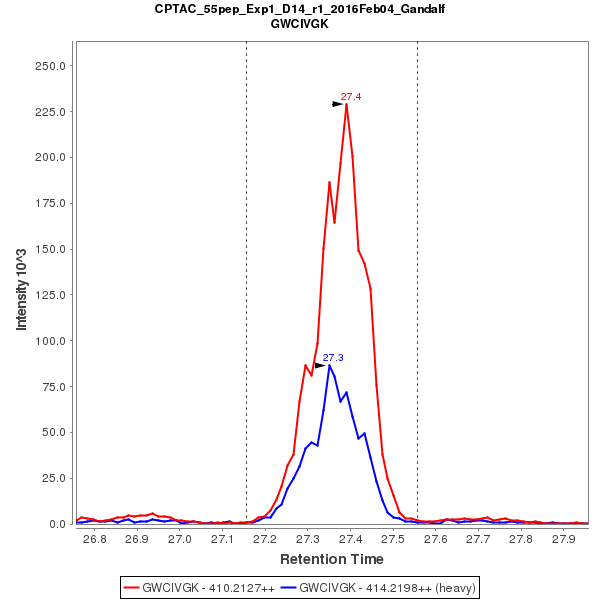 CPTAC_55pep_Exp1_D14_r1_2016Feb04_Gandalf
GWCIVGK
250.0
225.0
200.0
175.0
150.0
125.0
100.0
75.0
50.0
25.0
0.0
Intensity 10^3
27.4
27.3
26.8 26.9 27.0 27.1 27.2 27.3 27.4 27.5 27.6 27.7 27.8 27.9
Retention Time
GWCIVGK - 410.2127++ GWCIVGK - 414.2198++ (heavy)